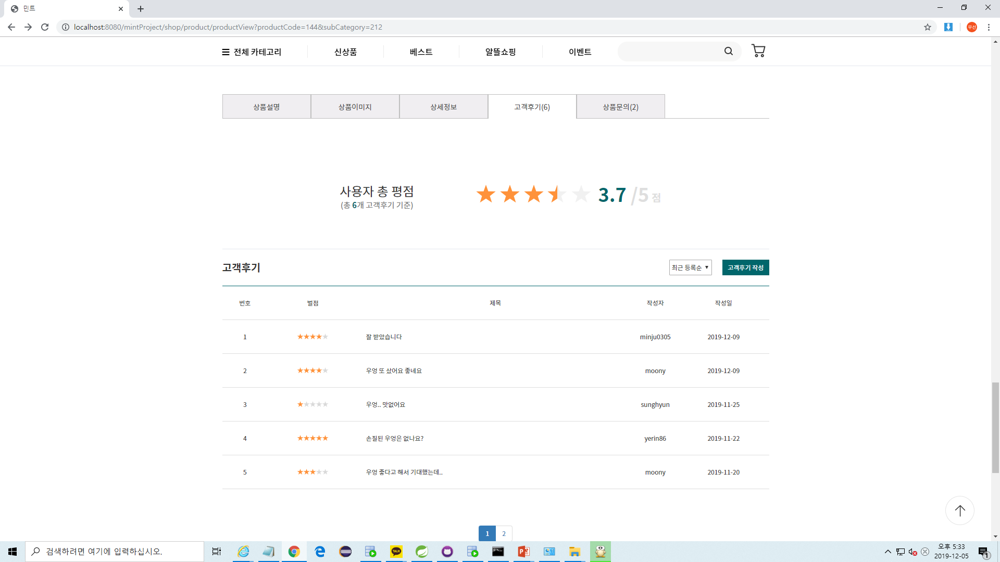 민트
localhost:8080/mintProject/shop/product/productView?productCode=144&subCategory=212
우선
전체 카테고리 신상품 베스트 알뜰쇼핑 이벤트
상품설명 상품이미지 상세정보 고객후기(6) 상품문의(2)
사용자 총 평점
(총 6개 고객후기 기준)
3.7 /5 점
고객후기
최근 등록순
고객후기 작성
번호 벌점 제목 작성자 작성일
1 ★★★★★ 잘 받았습니다 minju0305 2019-12-09
2 ★★★★★ 우엉 또 샀어요 좋네요 moony 2019-12-09
3 ★★★★★ 우엉.. 맛없어요 sunghyun 2019-11-25
4 ★★★★★ 손질된 우엉은 없나요? yerin86 2019-11-22
5 ★★★★★ 우엉 좋다고 해서 기대했는데.. moony 2019-11-20
1 2
검색하려면 여기에 입력하십시오.
TALK
오후 5:33
2019-12-05
1